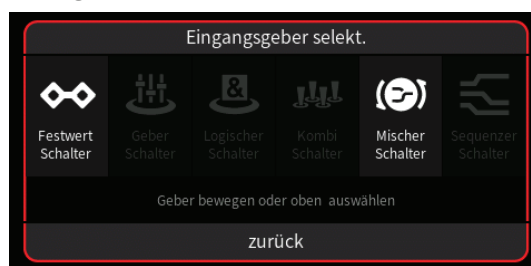 Eingangsgeber selekt.
Festwert Geber Logischer Kombi Mischer Sequenzer
Schalter Schalter Schalter Schalter Schalter Schalter
Geber bewegen oder oben auswählen
zurück